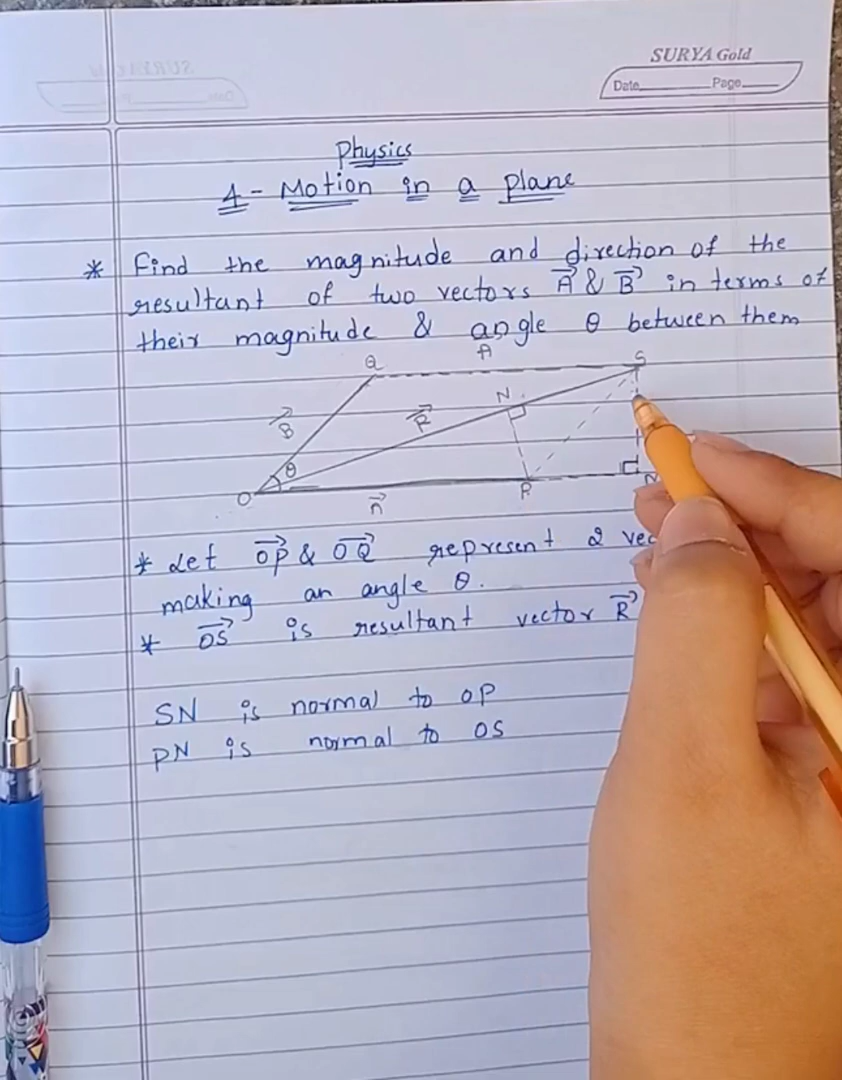 SURYA Gold
Date Page
Physics
4- Motion in a plane
* Find the magnitude and direction of the
resultant of two vectors A⃗ & B⃗ in terms of
their magnitude & angle θ between them
Q A S
B⃗ R⃗ N
θ
O P N
* Let OP⃗ & OQ⃗ represent 2 vec
making an angle θ.
* OS⃗ is resultant vector R⃗
SN is normal to OP
PN is normal to OS